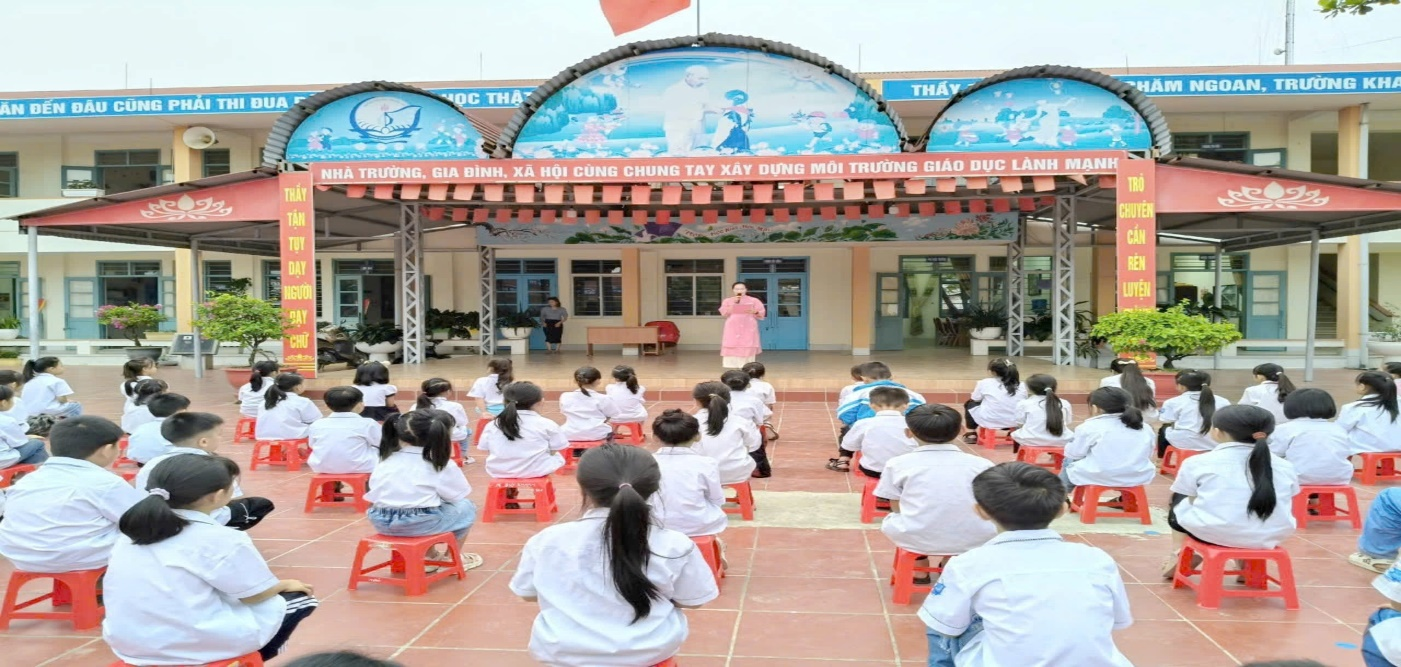 ĂN ĐẾN ĐÂU CŨNG PHẢI THI ĐUA
HỌC
THẦY
CHĂM NGOAN, TRƯỜNG
NHÀ TRƯỜNG, GIA ĐÌNH, XÃ HỘI CÙNG CHUNG TAY XÂY DỰNG MÔI TRƯỜNG GIÁO DỤC LÀNH MẠNH
THẦY
TẬN
TỤY
DẠY
NGƯỜI
DẠY
CHỮ
TRÒ
CHUYÊN
CẦN
RÈN
LUYỆN